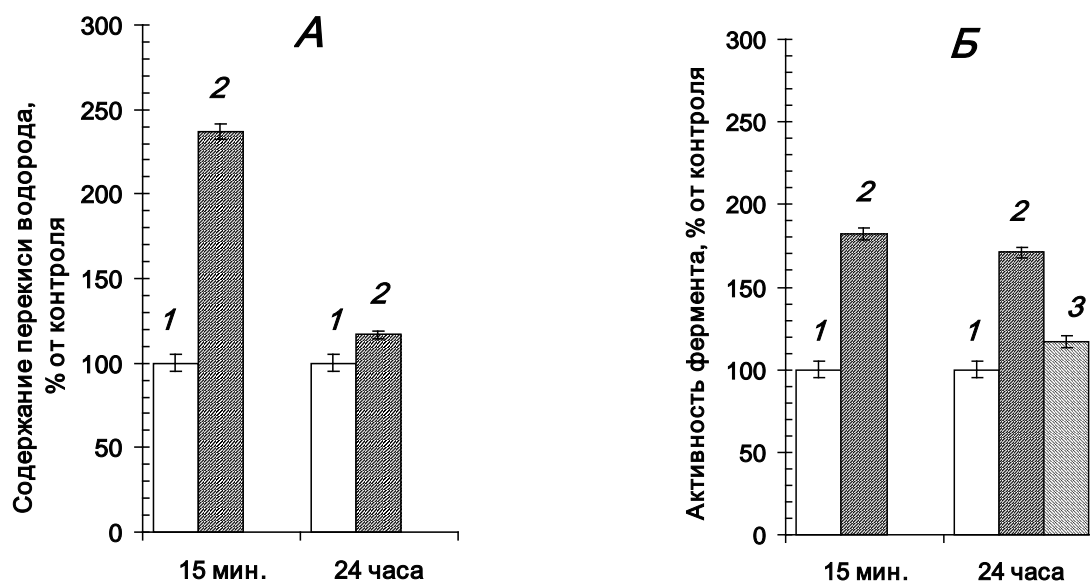 А
Содержание перекиси водорода,
% от контроля
300
250
200
150
100
50
0
1
2
1
2
15 мин.
24 часа
Б
Активность фермента, % от контроля
300
250
200
150
100
50
0
1
2
1
2
3
15 мин.
24 часа